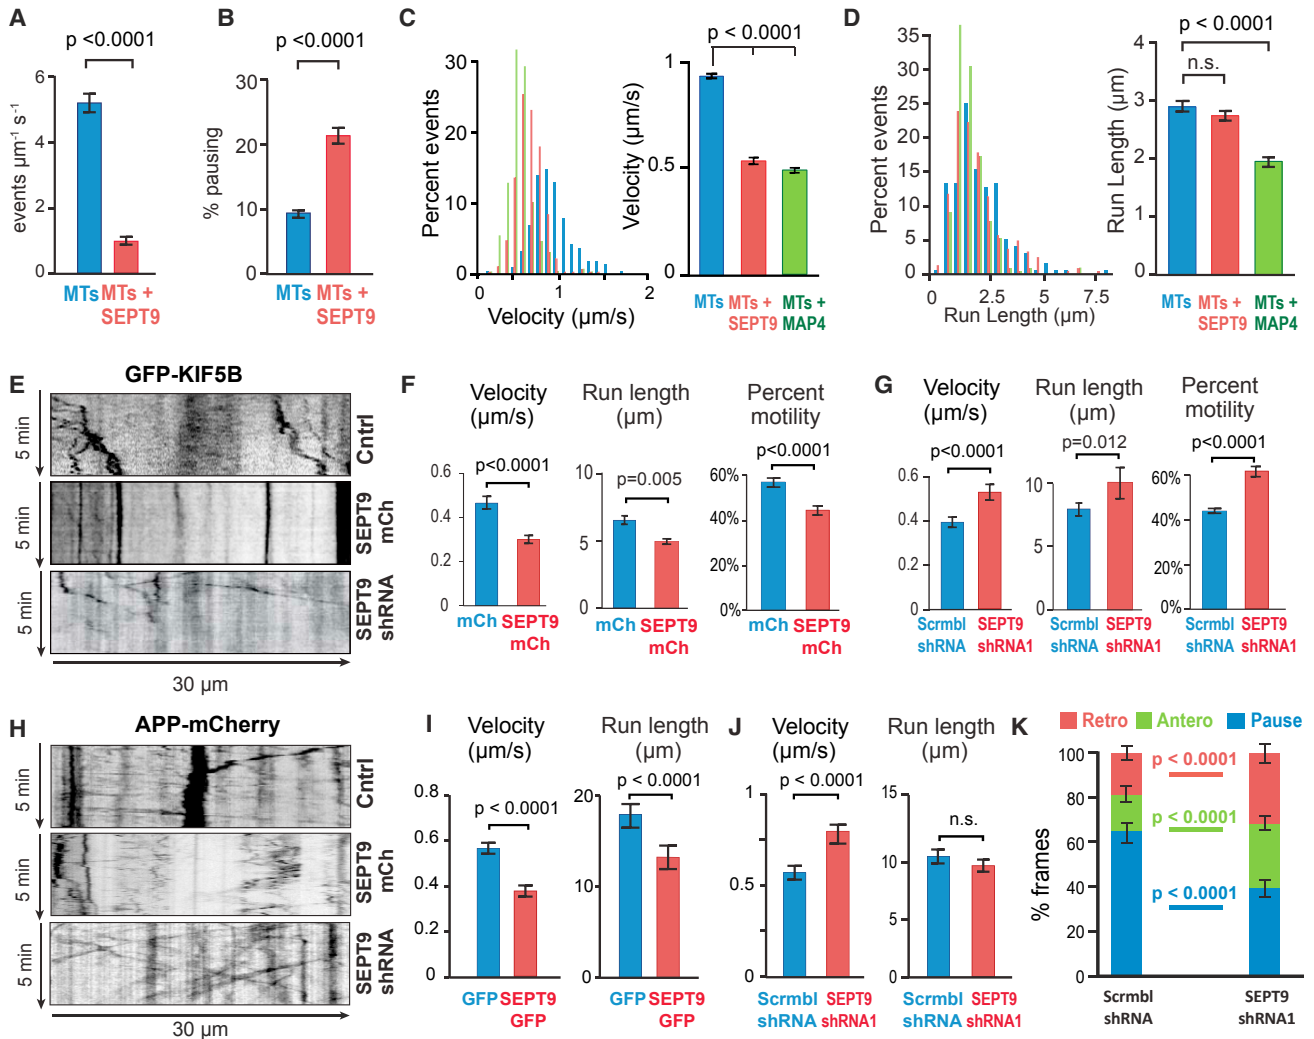 A
p <0.0001
events µm⁻¹ s⁻¹
6
4
2
0
MTs
MTs +
SEPT9
B
p <0.0001
% pausing
30
20
10
0
MTs
MTs +
SEPT9
C
Percent events
30
20
10
0
0
1
2
Velocity (µm/s)
p < 0.0001
Velocity (µm/s)
1
0.5
0
MTs
MTs +
SEPT9
MTs +
MAP4
D
Percent events
35
30
25
20
15
10
5
0
0
2.5
5
7.5
Run Length (µm)
p < 0.0001
n.s.
Run Length (µm)
4
3
2
1
0
MTs
MTs +
SEPT9
MTs +
MAP4
E
GFP-KIF5B
5 min
Cntrl
5 min
SEPT9
mCh
5 min
SEPT9
shRNA
30 µm
F
Velocity
(µm/s)
p<0.0001
0.6
0.4
0.2
0
mCh
SEPT9
mCh
Run length
(µm)
p=0.005
10
5
0
mCh
SEPT9
mCh
Percent
motility
p<0.0001
60%
40%
20%
0%
mCh
SEPT9
mCh
G
Velocity
(µm/s)
p<0.0001
0.6
0.4
0.2
0
Scrmbl
shRNA
SEPT9
shRNA1
Run length
(µm)
p=0.012
10
5
0
Scrmbl
shRNA
SEPT9
shRNA1
Percent
motility
p<0.0001
60%
40%
20%
0%
Scrmbl
shRNA
SEPT9
shRNA1
H
APP-mCherry
5 min
Cntrl
5 min
SEPT9
mCh
5 min
SEPT9
shRNA
30 µm
I
Velocity
(µm/s)
p < 0.0001
0.8
0.6
0.4
0.2
0
GFP
SEPT9
GFP
Run length
(µm)
p < 0.0001
20
10
0
GFP
SEPT9
GFP
J
Velocity
(µm/s)
p < 0.0001
1
0.5
0
Scrmbl
shRNA
SEPT9
shRNA1
Run length
(µm)
n.s.
15
10
5
0
Scrmbl
shRNA
SEPT9
shRNA1
K
Retro
Antero
Pause
% frames
100
80
60
40
20
0
p < 0.0001
p < 0.0001
p < 0.0001
Scrmbl
shRNA
SEPT9
shRNA1